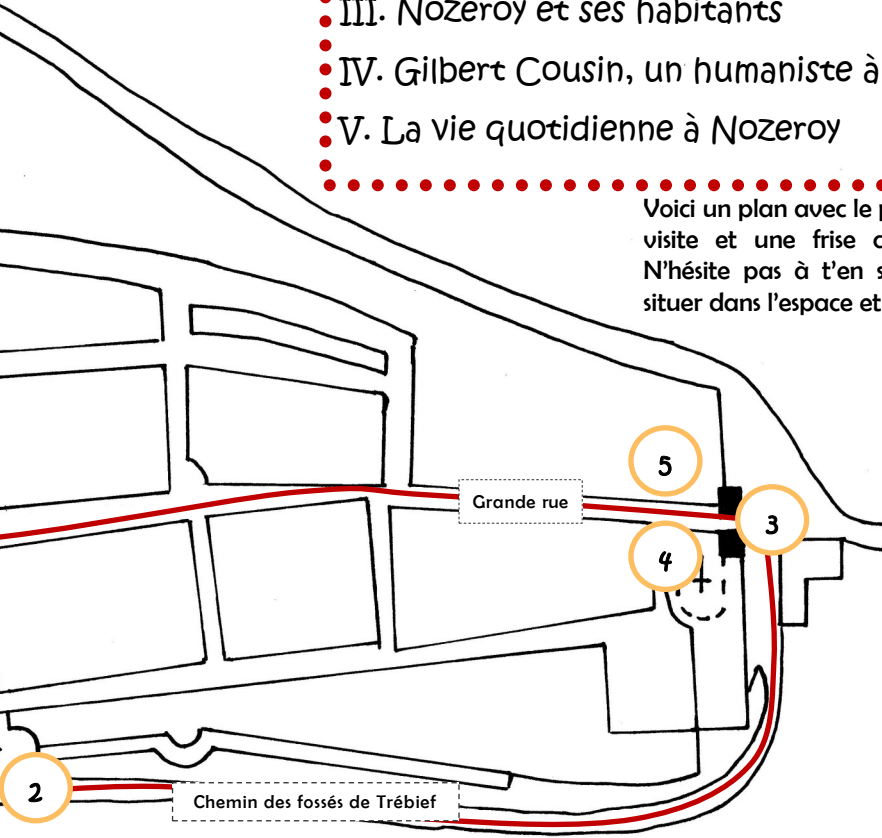 III. Nozeroy et ses habitants
IV. Gilbert Cousin, un humaniste à
V. La vie quotidienne à Nozeroy
Voici un plan avec le
visite et une frise
N'hésite pas à t'en
situer dans l'espace et
5
Grande rue
3
4
2
Chemin des fossés de Trébief